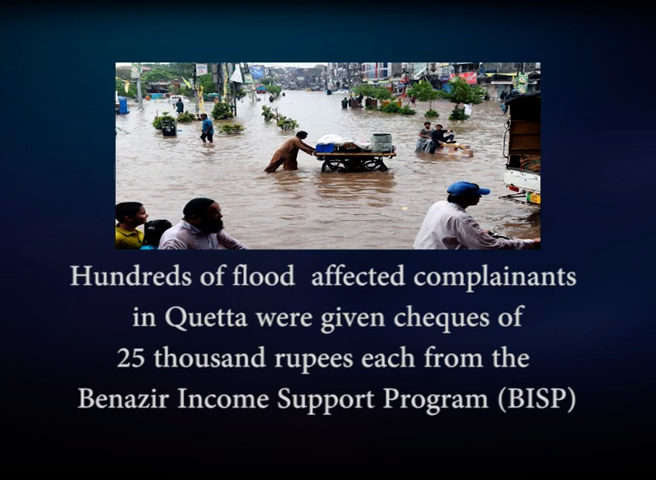 Hundreds of flood affected complainants
in Quetta were given cheques of
25 thousand rupees each from the
Benazir Income Support Program (BISP)